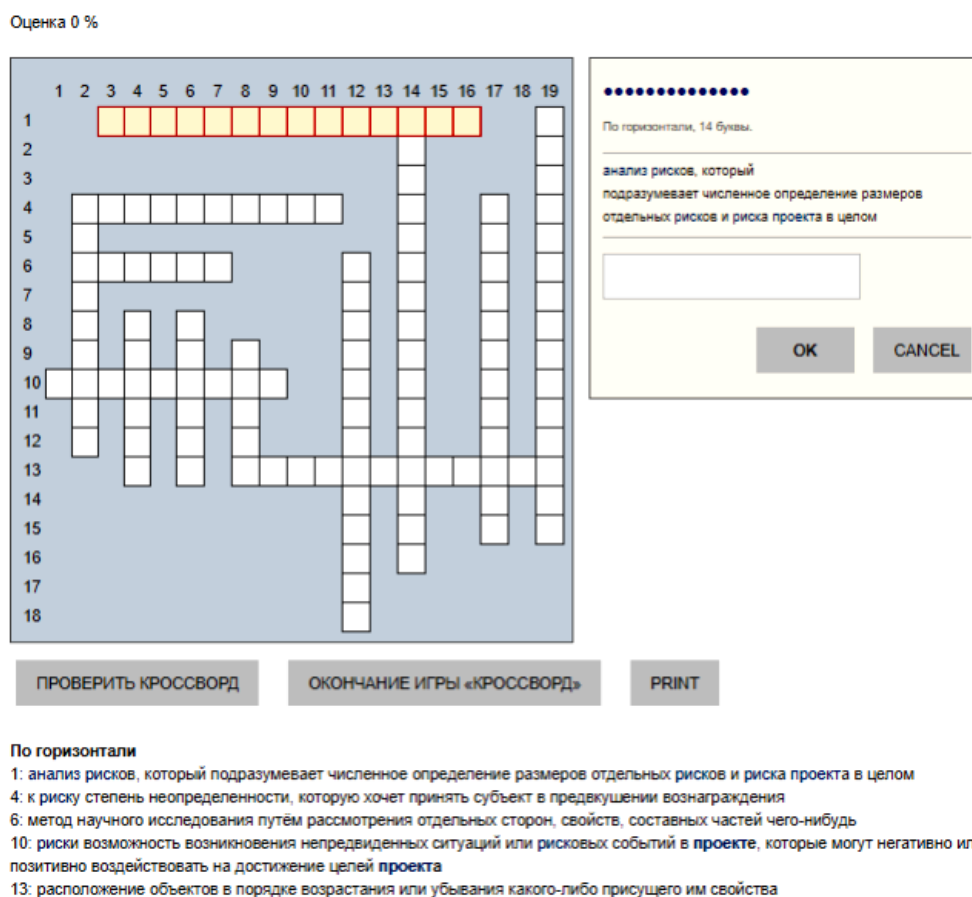 Оценка 0 %
1 2 3 4 5 6 7 8 9 10 11 12 13 14 15 16 17 18 19
1
2
3
4
5
6
7
8
9
10
11
12
13
14
15
16
17
18
••••••••••••••
По горизонтали, 14 буквы.
анализ рисков, который
подразумевает численное определение размеров
отдельных рисков и риска проекта в целом
OK CANCEL
ПРОВЕРИТЬ КРОССВОРД ОКОНЧАНИЕ ИГРЫ «КРОССВОРД» PRINT
По горизонтали
1: анализ рисков, который подразумевает численное определение размеров отдельных рисков и риска проекта в целом
4: к риску степень неопределенности, которую хочет принять субъект в предвкушении вознаграждения
6: метод научного исследования путём рассмотрения отдельных сторон, свойств, составных частей чего-нибудь
10: риски возможность возникновения непредвиденных ситуаций или рисковых событий в проекте, которые могут негативно
позитивно воздействовать на достижение целей проекта
13: расположение объектов в порядке возрастания или убывания какого-либо присущего им свойства